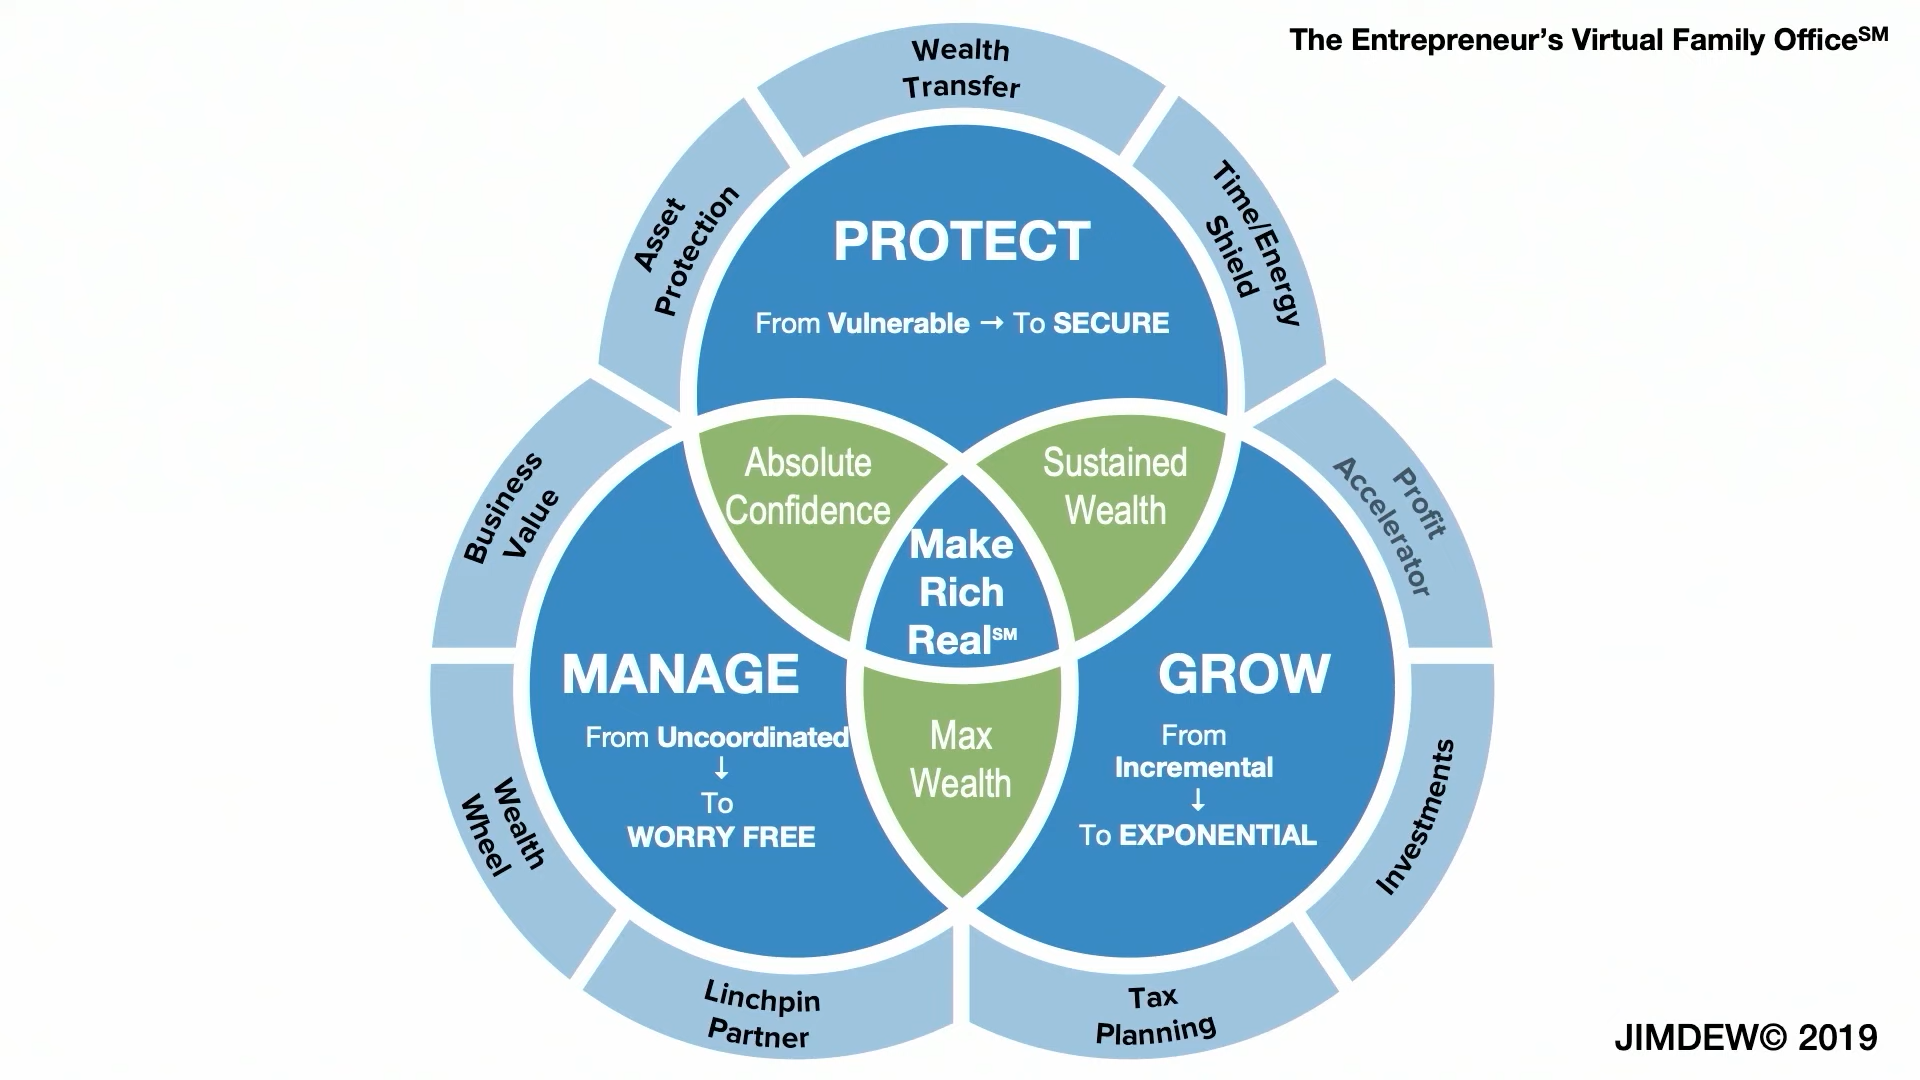 The Entrepreneur’s Virtual Family Office℠
Wealth
Transfer
Asset
Protection
Time/Energy
Shield
PROTECT
From Vulnerable → To SECURE
Absolute
Confidence
Sustained
Wealth
Make
Rich
Real℠
Business
Value
Profit
Accelerator
MANAGE
From Uncoordinated
↓
To
WORRY FREE
GROW
From
Incremental
↓
To EXPONENTIAL
Max
Wealth
Wealth
Wheel
Investments
Linchpin
Partner
Tax
Planning
JIMDEW© 2019